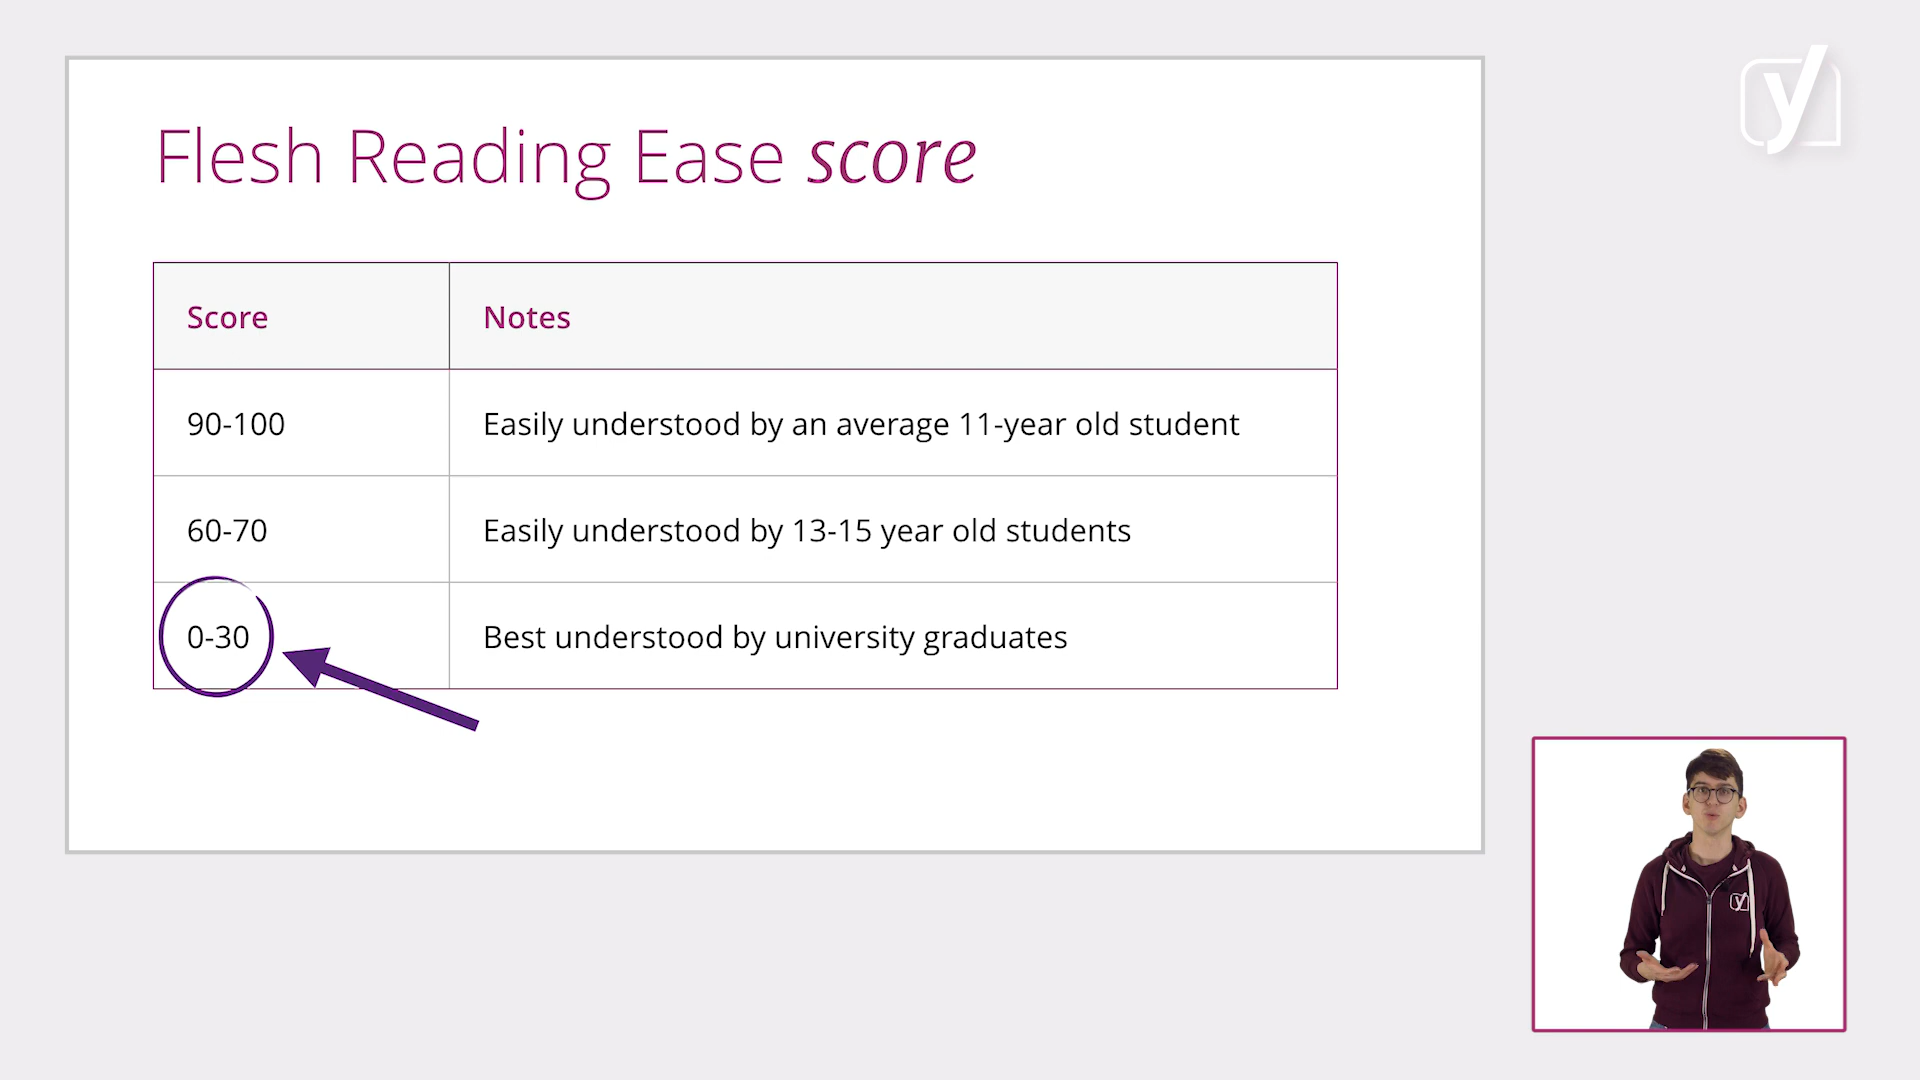 Flesh Reading Ease score
Score Notes
90-100 Easily understood by an average 11-year old student
60-70 Easily understood by 13-15 year old students
0-30 Best understood by university graduates
y
y